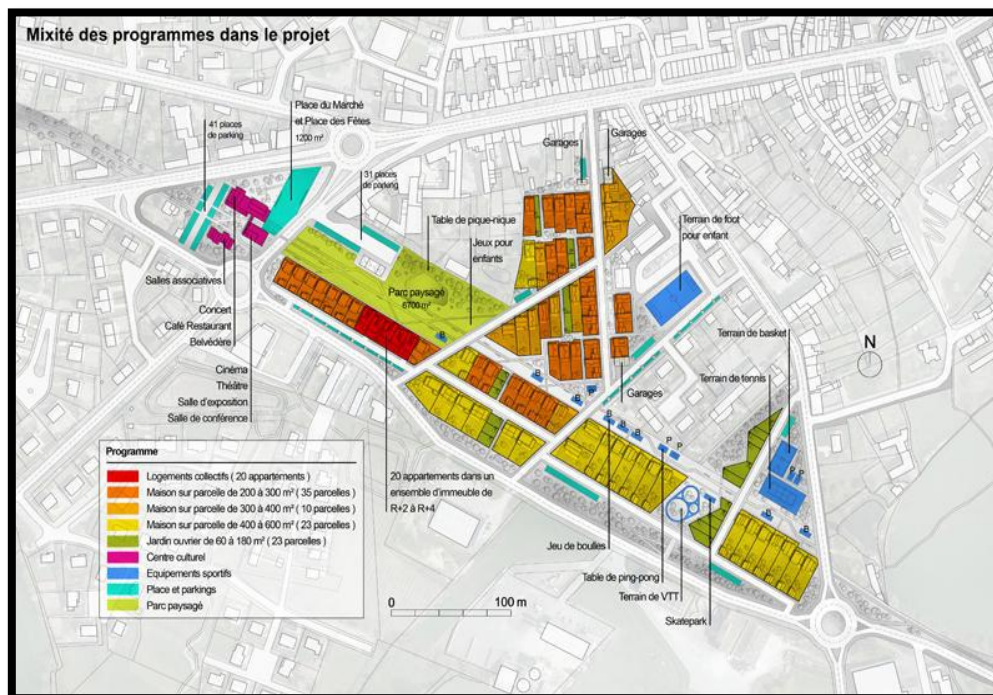 Mixité des programmes dans le projet
Place du Marché
et Place des Fêtes
1200 m²
41 places
de parking
31 places
de parking
Garages
Garages
Table de pique-nique
Jeux pour
enfants
Terrain de foot
pour enfant
Parc paysagé
6700 m²
Salles associatives
Concert
Café Restaurant
Belvédère
Cinéma
Théâtre
Salle d'exposition
Salle de conférence
Terrain de basket
Terrain de tennis
N
Garages
B
B
B
P
B
B
B
P
P
P
P
B
B
Programme
Logements collectifs ( 20 appartements )
Maison sur parcelle de 200 à 300 m² ( 35 parcelles )
Maison sur parcelle de 300 à 400 m² ( 10 parcelles )
Maison sur parcelle de 400 à 600 m² ( 23 parcelles )
Jardin ouvrier de 60 à 180 m² ( 23 parcelles )
Centre culturel
Equipements sportifs
Place et parkings
Parc paysagé
20 appartements dans un
ensemble d'immeuble de
R+2 à R+4
Jeu de boulles
Table de ping-pong
Terrain de VTT
Skatepark
0 100 m